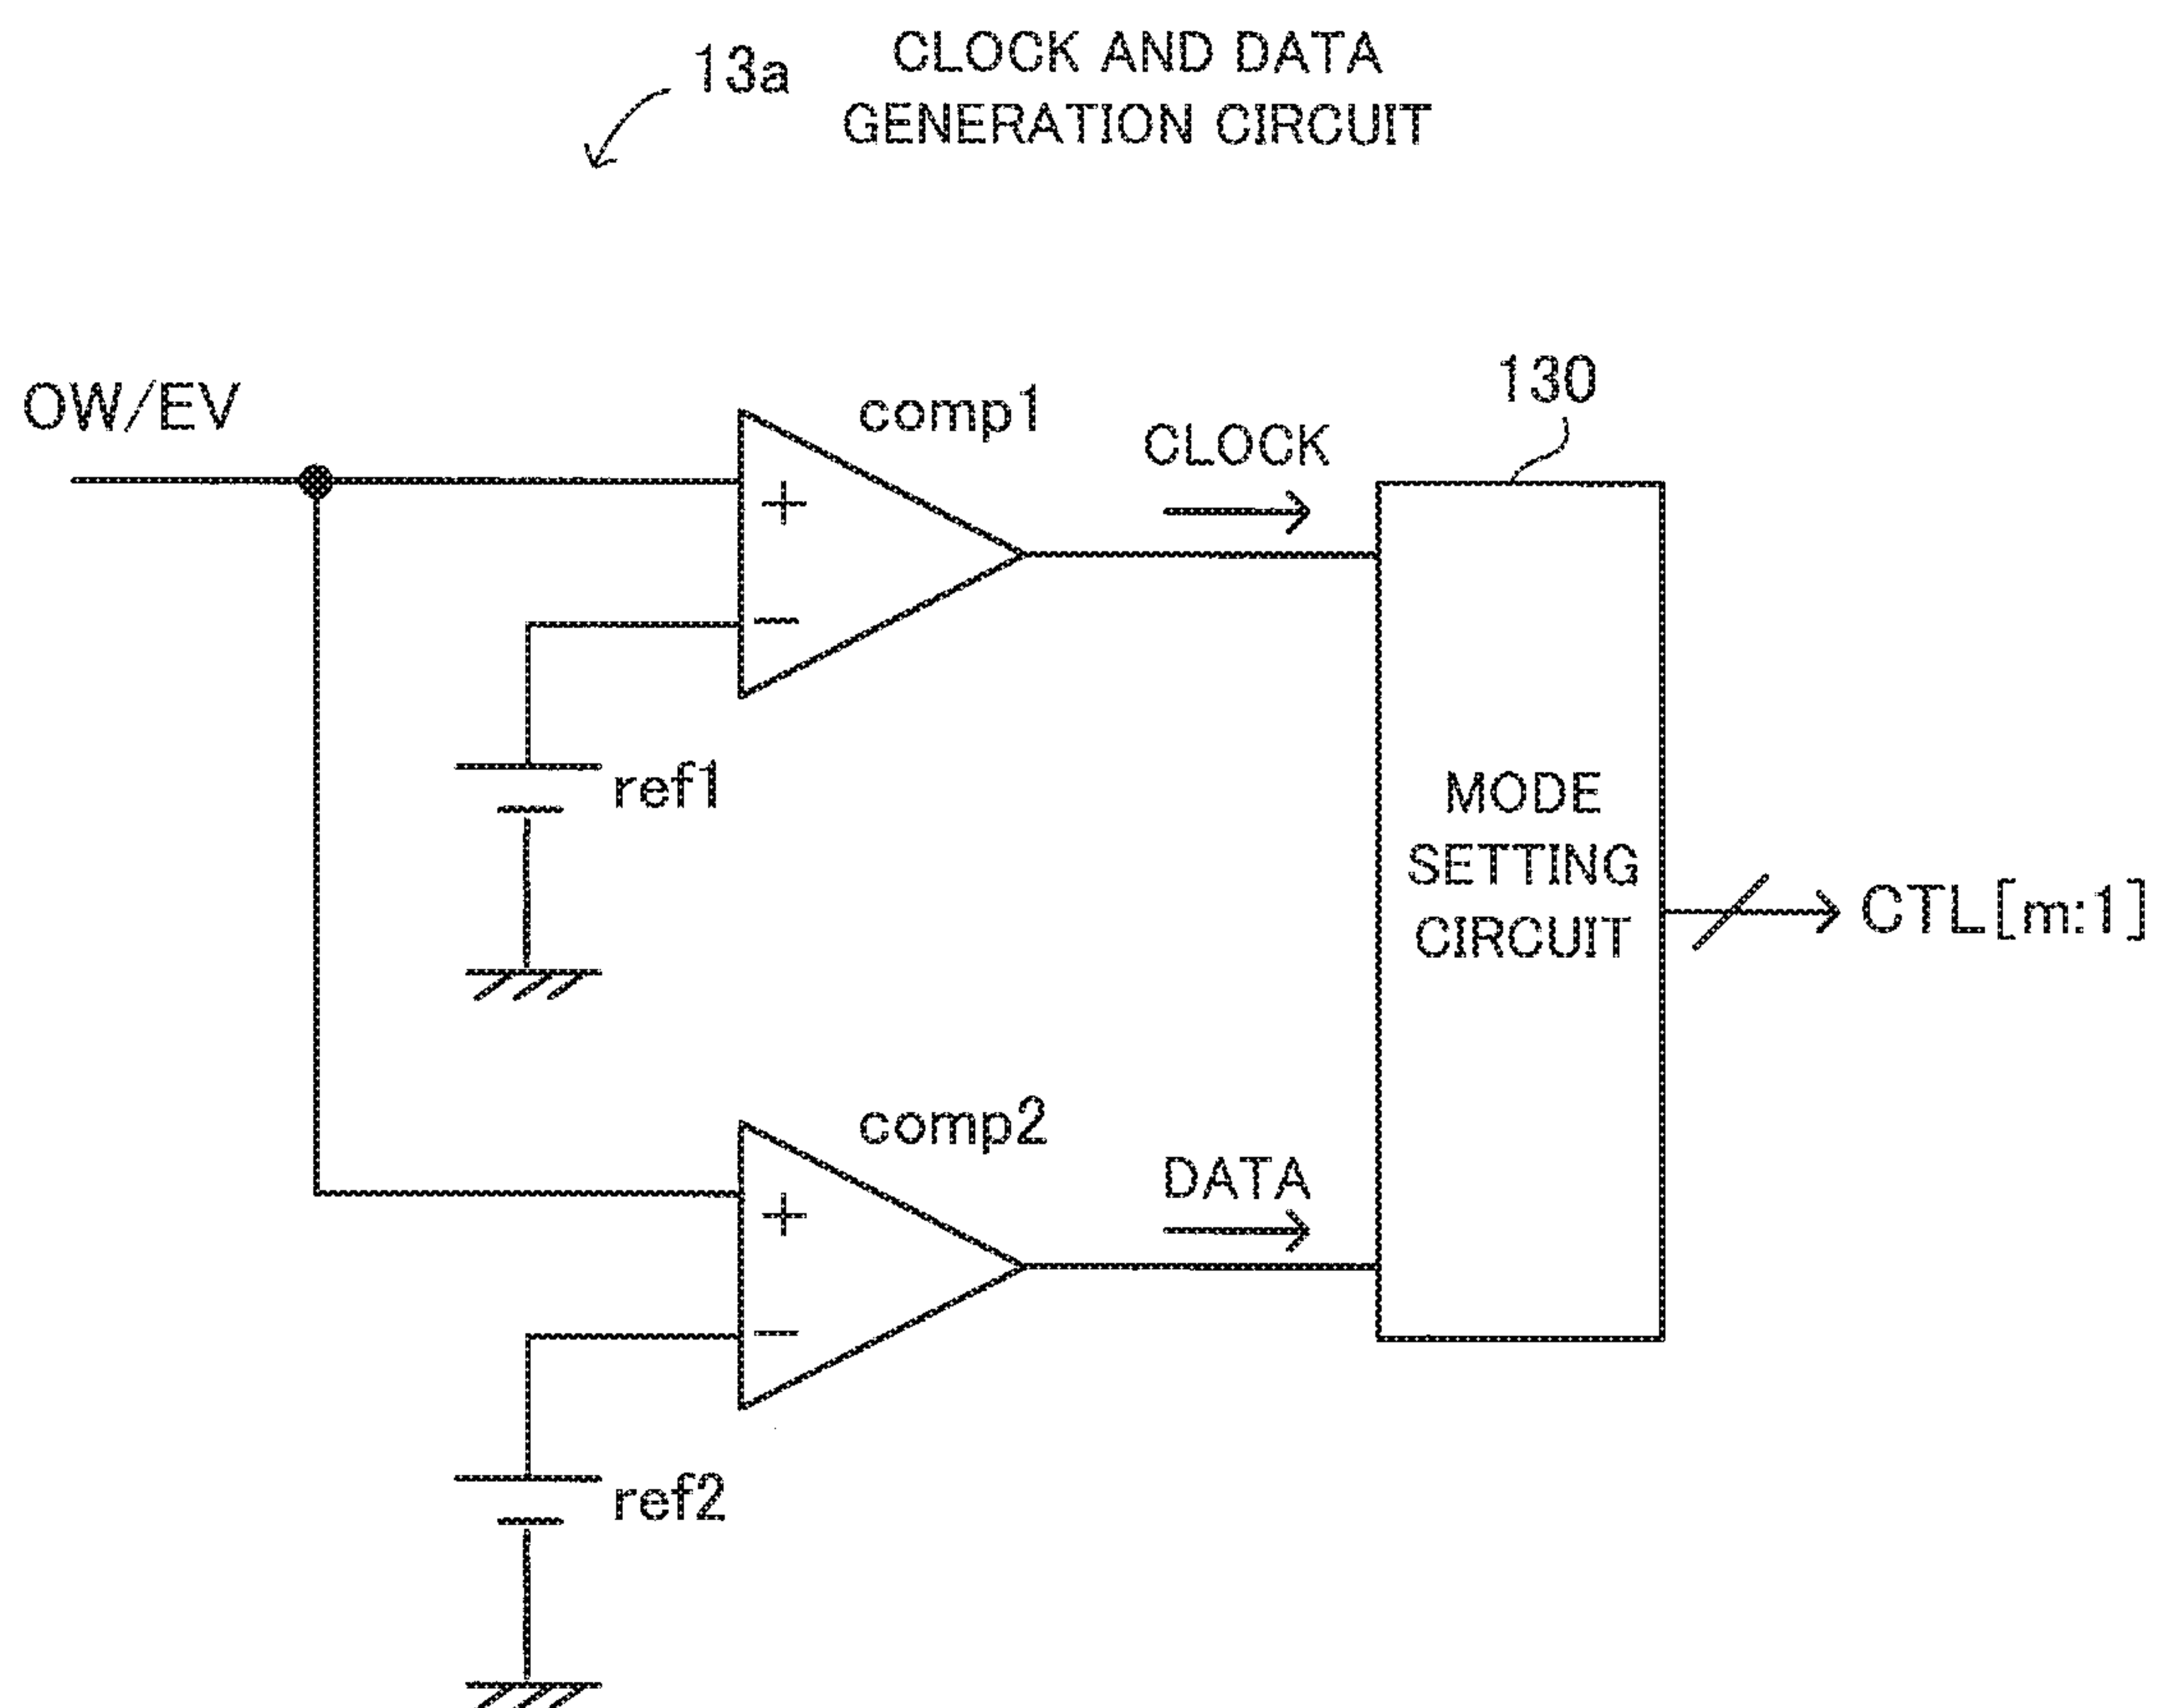 13a
CLOCK AND DATA
GENERATION CIRCUIT
OW/EV
comp1
CLOCK
130
+
−
ref1
MODE
SETTING
CIRCUIT
CTL[m:1]
comp2
DATA
+
−
ref2